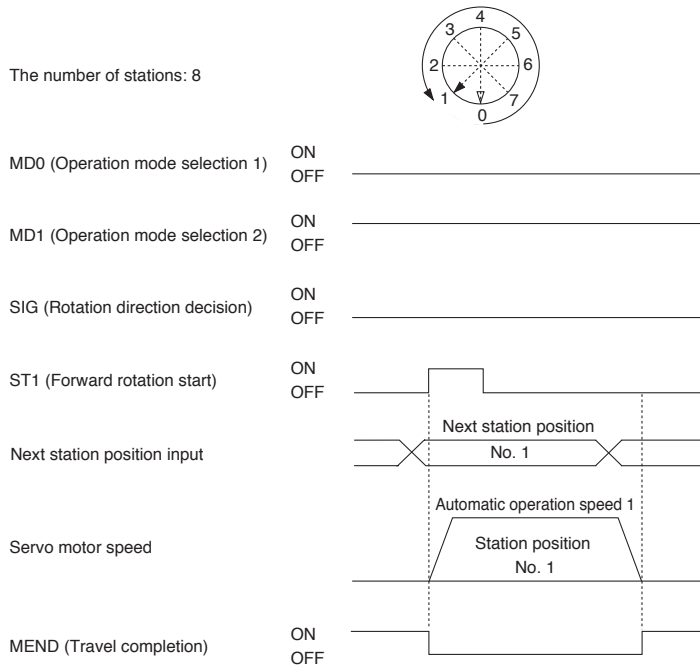 The number of stations: 8
4
3 5
2 6
1 7
0
MD0 (Operation mode selection 1) ON
OFF
MD1 (Operation mode selection 2) ON
OFF
SIG (Rotation direction decision) ON
OFF
ST1 (Forward rotation start) ON
OFF
Next station position input
Next station position
No. 1
Servo motor speed
Automatic operation speed 1
Station position
No. 1
MEND (Travel completion) ON
OFF